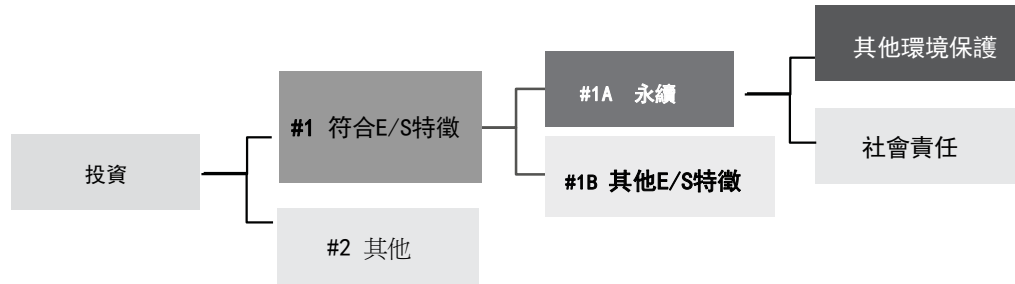 投資
#1 符合E/S特徵
#2 其他
#1A 永續
#1B 其他E/S特徵
其他環境保護
社會責任